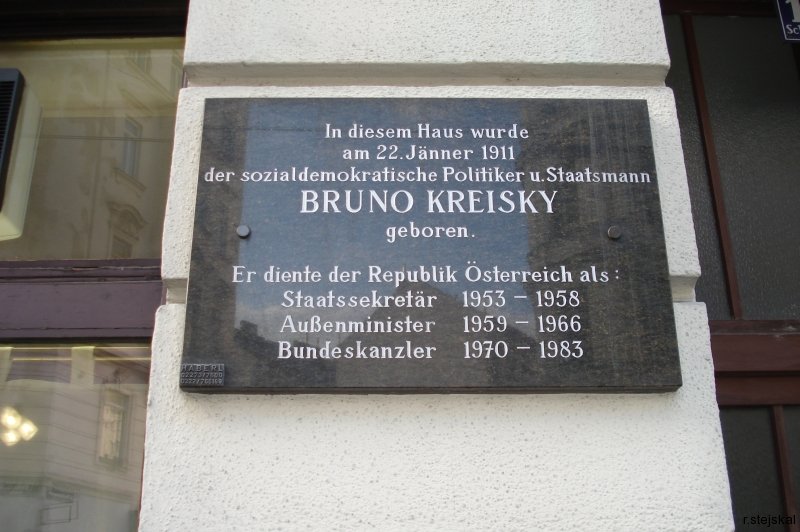 In diesem Haus wurde
am 22. Jänner 1911
der sozialdemokratische Politiker u. Staatsmann
BRUNO KREISKY
geboren.
Er diente der Republik Österreich als:
Staatssekretär 1953 – 1958
Außenminister 1959 – 1966
Bundeskanzler 1970 – 1983
HABERL
r.stejskal